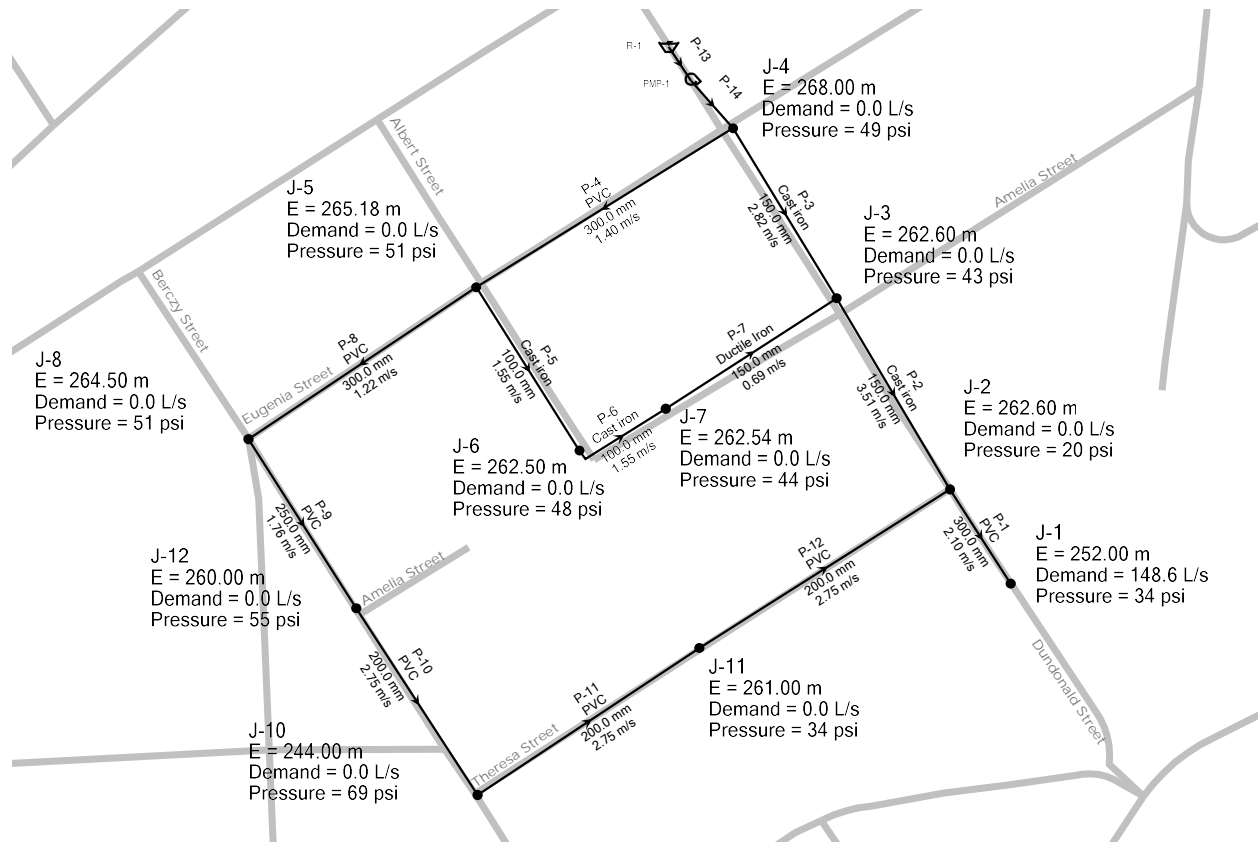 R-1
P-13
PMP-1
P-14
J-4
E = 268.00 m
Demand = 0.0 L/s
Pressure = 49 psi
Albert Street
Amelia Street
J-5
E = 265.18 m
Demand = 0.0 L/s
Pressure = 51 psi
P-4
PVC
300.0 mm
1.40 m/s
P-3
Cast iron
150.0 mm
2.82 m/s
J-3
E = 262.60 m
Demand = 0.0 L/s
Pressure = 43 psi
Berczy Street
J-8
E = 264.50 m
Demand = 0.0 L/s
Pressure = 51 psi
P-8
PVC
300.0 mm
1.22 m/s
Eugenia Street
P-5
Cast iron
100.0 mm
1.55 m/s
P-7
Ductile Iron
150.0 mm
0.69 m/s
P-2
Cast iron
150.0 mm
3.51 m/s
J-2
E = 262.60 m
Demand = 0.0 L/s
Pressure = 20 psi
P-6
Cast iron
100.0 mm
1.55 m/s
J-7
E = 262.54 m
Demand = 0.0 L/s
Pressure = 44 psi
J-6
E = 262.50 m
Demand = 0.0 L/s
Pressure = 48 psi
P-9
PVC
250.0 mm
1.76 m/s
J-12
E = 260.00 m
Demand = 0.0 L/s
Pressure = 55 psi
Amelia Street
P-12
PVC
200.0 mm
2.75 m/s
P-1
PVC
300.0 mm
2.10 m/s
J-1
E = 252.00 m
Demand = 148.6 L/s
Pressure = 34 psi
P-10
PVC
200.0 mm
2.75 m/s
J-11
E = 261.00 m
Demand = 0.0 L/s
Pressure = 34 psi
Dundonald Street
P-11
PVC
200.0 mm
2.75 m/s
Theresa Street
J-10
E = 244.00 m
Demand = 0.0 L/s
Pressure = 69 psi